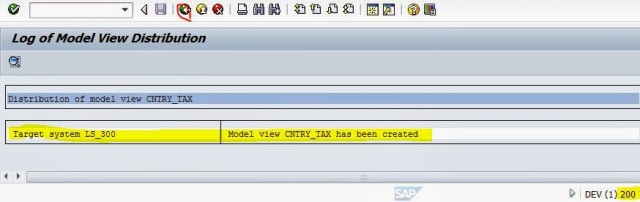 Log of Model View Distribution
Distribution of model view CNTRY_TAX
Target system LS_300 Model view CNTRY_TAX has been created
SAP DEV (1) 200